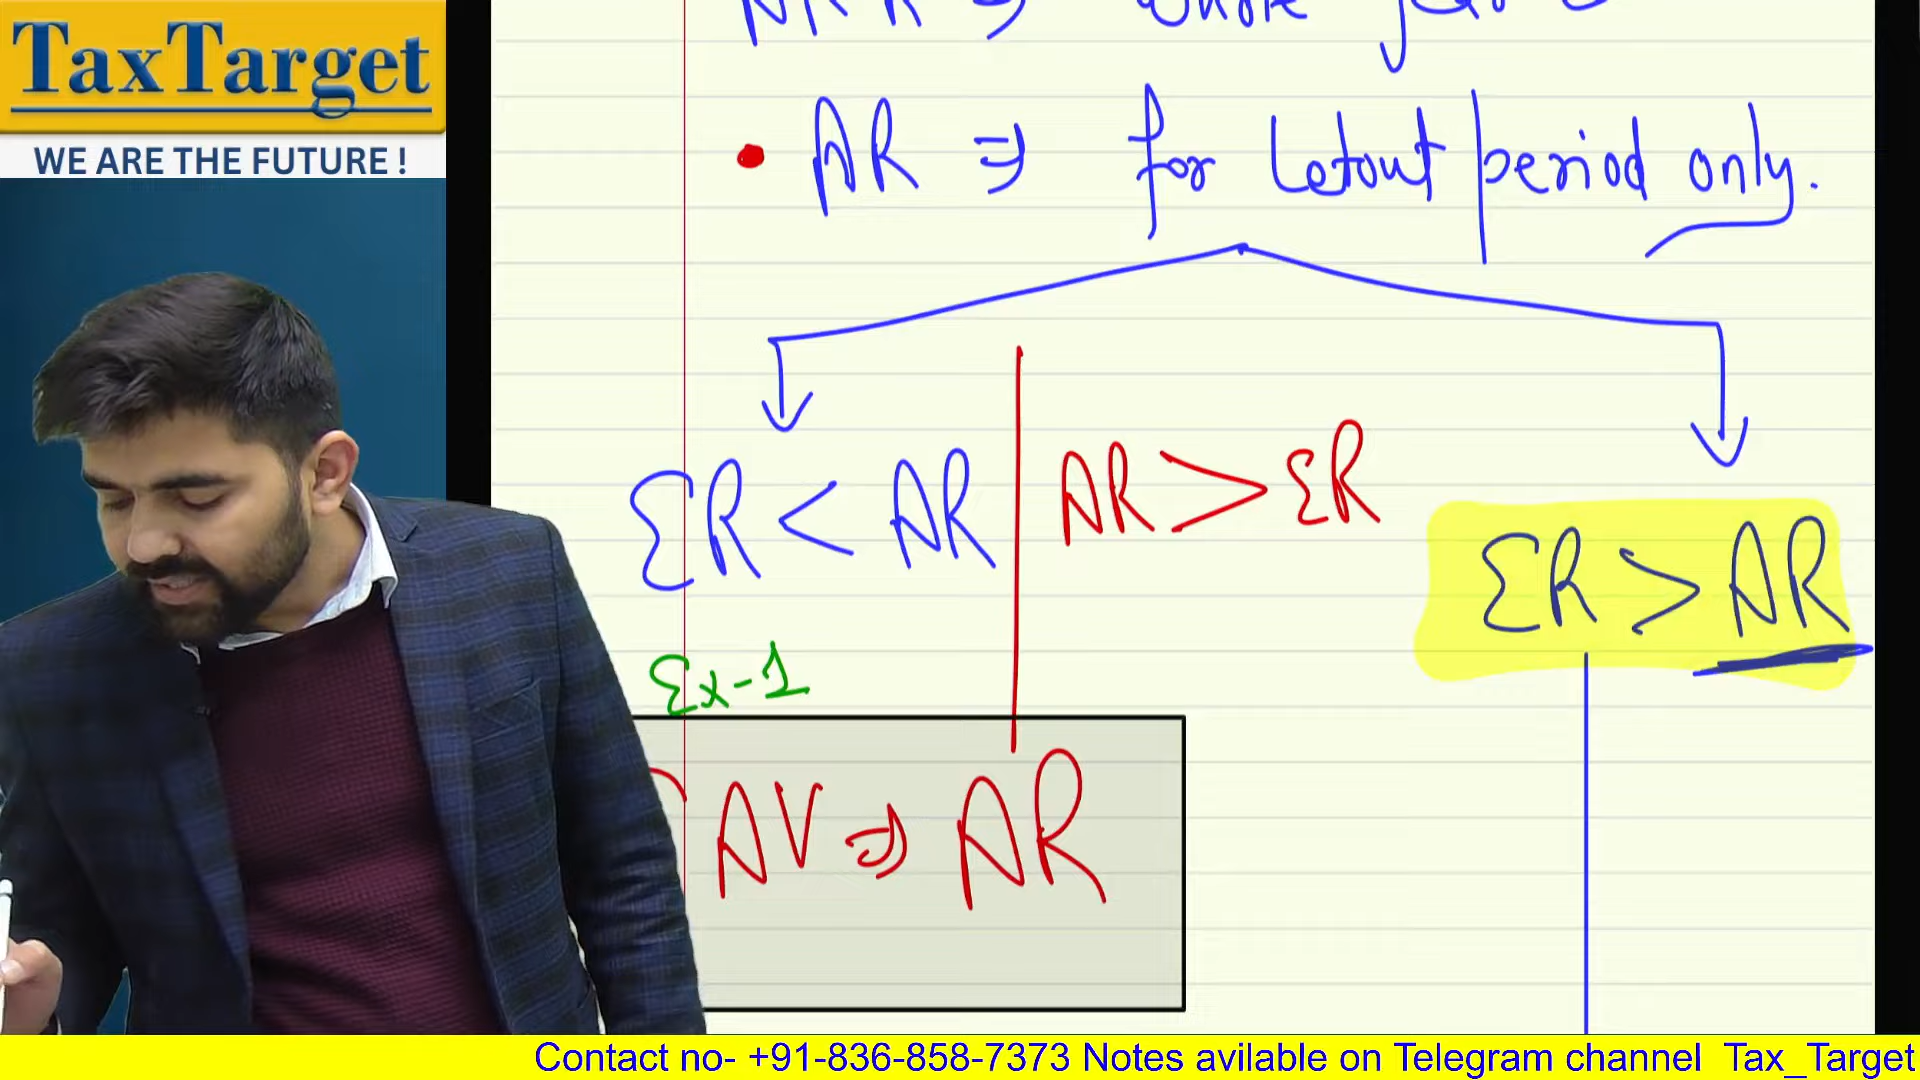 TaxTarget
WE ARE THE FUTURE !
⇒ whole
• AR ⇒ for Letout period only.
ER < AR
AR > ER
ER > AR
Ex-1
AV ⇒ AR
Contact no- +91-836-858-7373 Notes avilable on Telegram channel Tax_Target